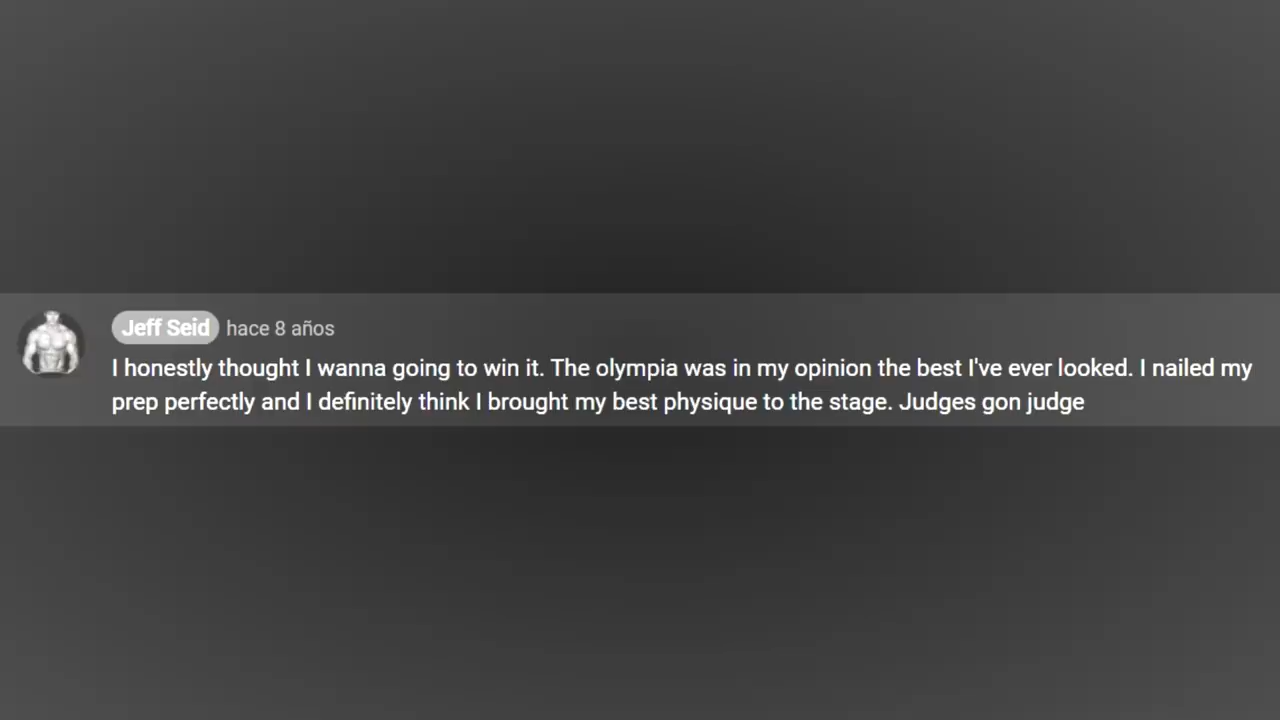 Jeff Seid hace 8 años
I honestly thought I wanna going to win it. The olympia was in my opinion the best I've ever looked. I nailed my
prep perfectly and I definitely think I brought my best physique to the stage. Judges gon judge